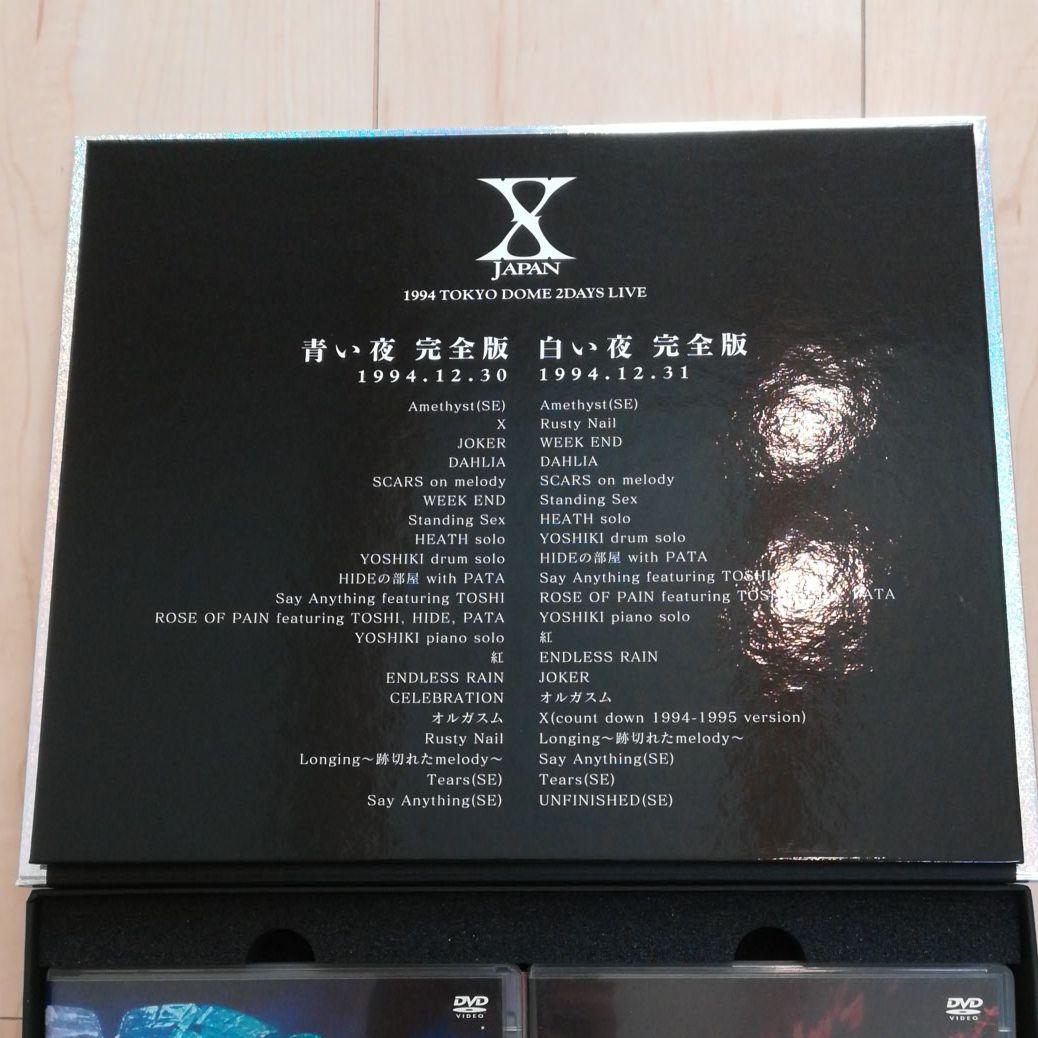 X
JAPAN
1994 TOKYO DOME 2DAYS LIVE
青い夜 完全版
1994.12.30
Amethyst(SE)
X
JOKER
DAHLIA
SCARS on melody
WEEK END
Standing Sex
HEATH solo
YOSHIKI drum solo
HIDEの部屋 with PATA
Say Anything featuring TOSHI
ROSE OF PAIN featuring TOSHI, HIDE, PATA
YOSHIKI piano solo
紅
ENDLESS RAIN
CELEBRATION
オルガスム
Rusty Nail
Longing〜跡切れたmelody〜
Tears(SE)
Say Anything(SE)
白い夜 完全版
1994.12.31
Amethyst(SE)
Rusty Nail
WEEK END
DAHLIA
SCARS on melody
Standing Sex
HEATH solo
YOSHIKI drum solo
HIDEの部屋 with PATA
Say Anything featuring TOSHI
ROSE OF PAIN featuring PATA
YOSHIKI piano solo
紅
ENDLESS RAIN
JOKER
オルガスム
X(count down 1994-1995 version)
Longing〜跡切れたmelody〜
Say Anything(SE)
Tears(SE)
UNFINISHED(SE)
DVD
VIDEO
DVD
VIDEO